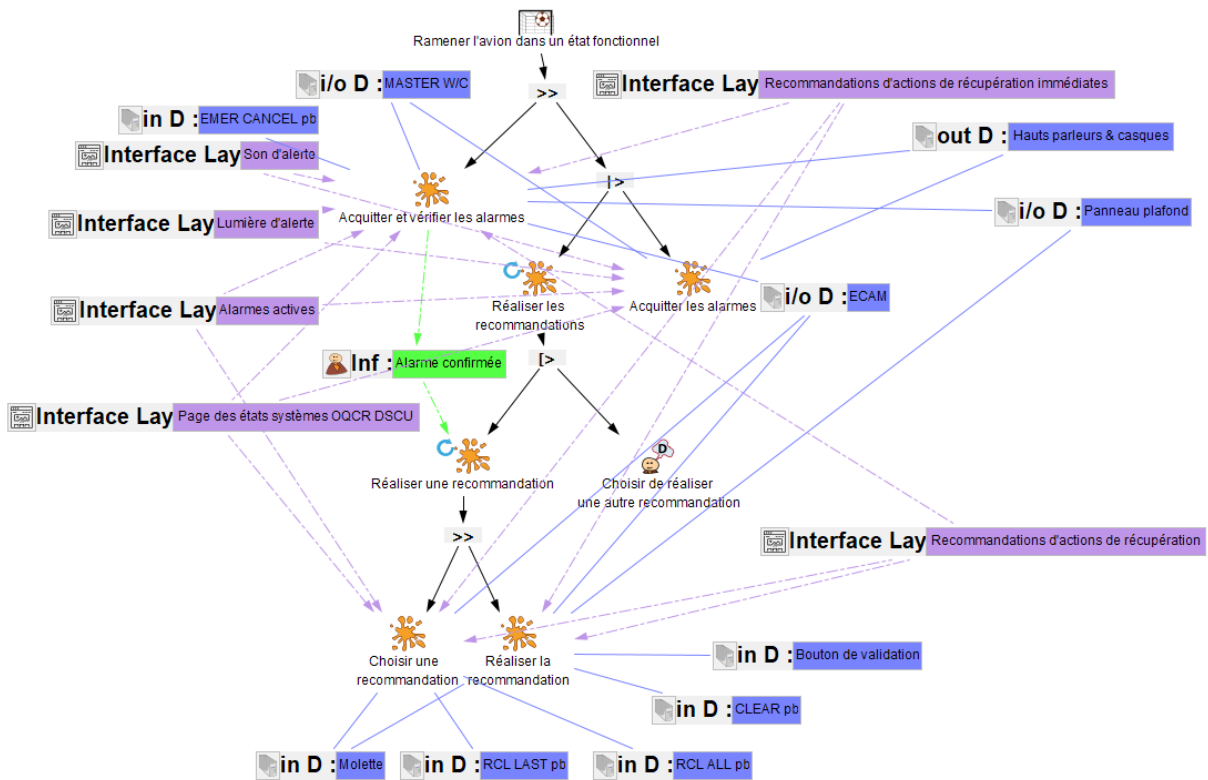 Ramener l'avion dans un état fonctionnel
i/o D : MASTER W/C
>>
Interface Lay Recommandations d'actions de récupération immédiates
in D : EMER CANCEL pb
out D : Hauts parleurs & casques
Interface Lay Son d'alerte
|>
Acquitter et vérifier les alarmes
i/o D : Panneau plafond
Interface Lay Lumière d'alerte
Réaliser les
recommandations
Acquitter les alarmes
i/o D : ECAM
Interface Lay Alarmes actives
Inf : Alarme confirmée
[>
Interface Lay Page des états systèmes OQCR DSCU
D
Réaliser une recommandation
Choisir de réaliser
une autre recommandation
>>
Interface Lay Recommandations d'actions de récupération
Choisir une
recommandation
Réaliser la
recommandation
in D : Bouton de validation
in D : CLEAR pb
in D : Molette
in D : RCL LAST pb
in D : RCL ALL pb